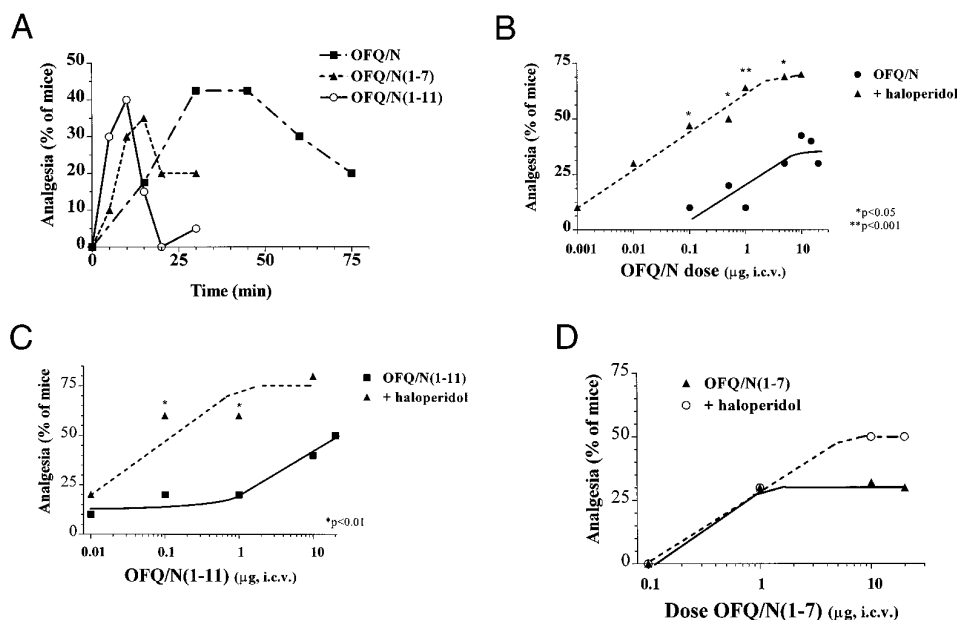 A
Analgesia (% of mice)
50
40
30
20
10
0
0
25
50
75
Time (min)
OFQ/N
OFQ/N(1-7)
OFQ/N(1-11)
B
Analgesia (% of mice)
75
50
25
0
*
*
**
*
0.001
0.01
0.1
1
10
OFQ/N dose (µg, i.c.v.)
OFQ/N
+ haloperidol
*p<0.05
**p<0.001
C
Analgesia (% of mice)
75
50
25
0
*
*
0.01
0.1
1
10
OFQ/N(1-11) (µg, i.c.v.)
OFQ/N(1-11)
+ haloperidol
*p<0.01
D
Analgesia (% of mice)
75
50
25
0
0.1
1
10
Dose OFQ/N(1-7) (µg, i.c.v.)
OFQ/N(1-7)
+ haloperidol